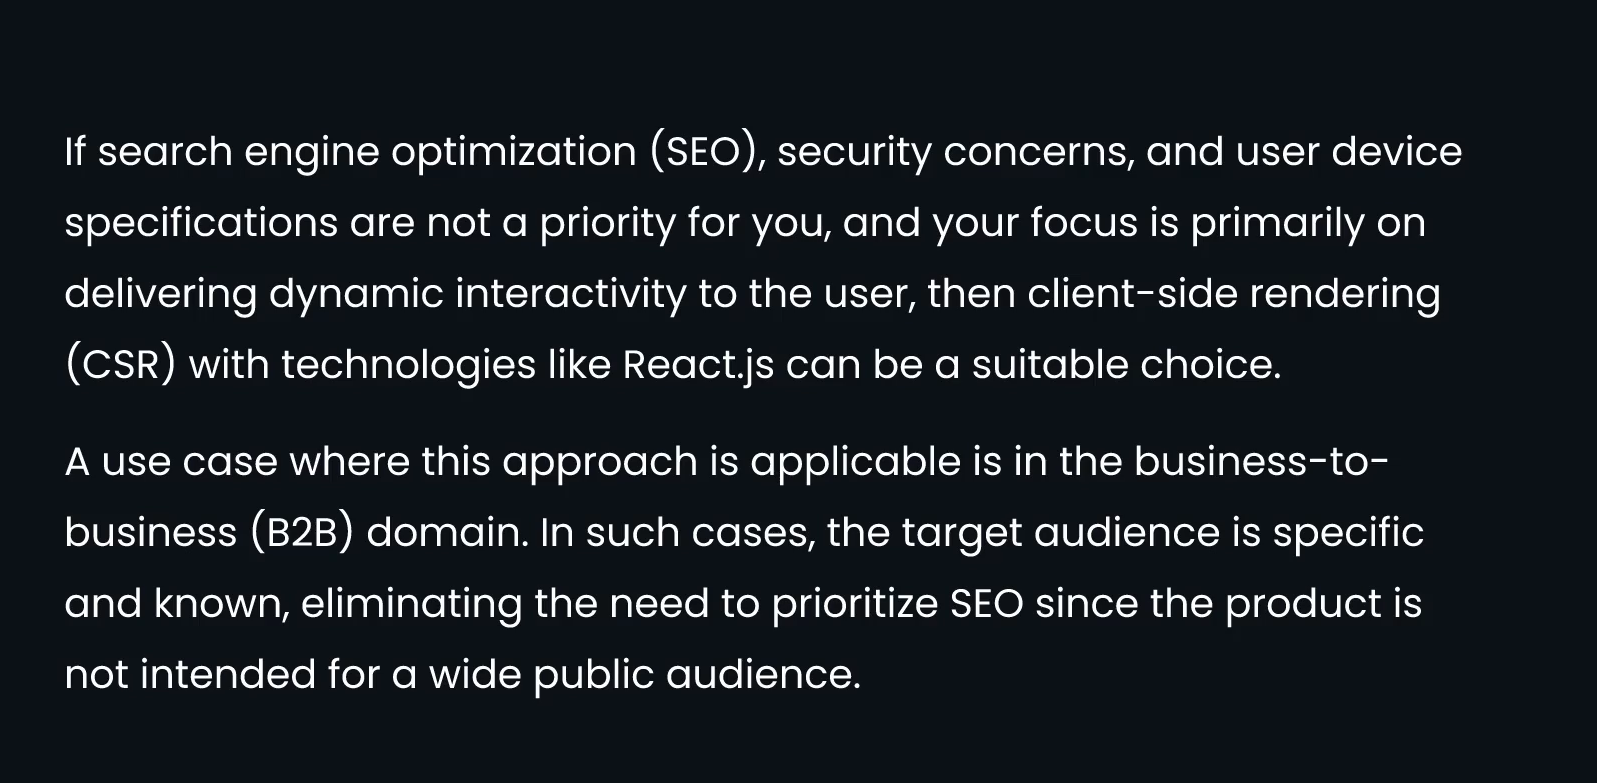 If search engine optimization (SEO), security concerns, and user device
specifications are not a priority for you, and your focus is primarily on
delivering dynamic interactivity to the user, then client-side rendering
(CSR) with technologies like React.js can be a suitable choice.
A use case where this approach is applicable is in the business-to-
business (B2B) domain. In such cases, the target audience is specific
and known, eliminating the need to prioritize SEO since the product is
not intended for a wide public audience.